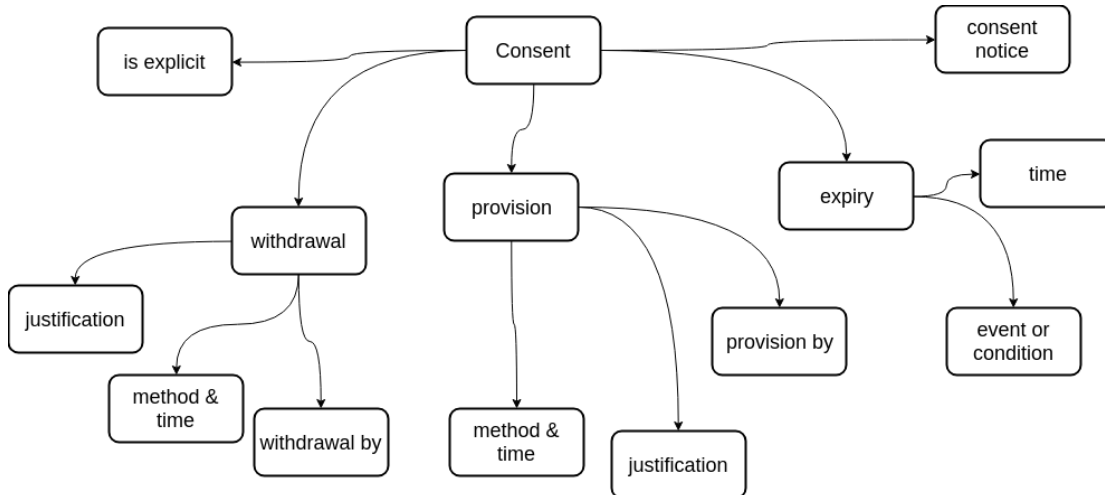 Consent
consent
notice
is explicit
time
expiry
provision
withdrawal
justification
provision by
event or
condition
method &
time
withdrawal by
method &
time
justification